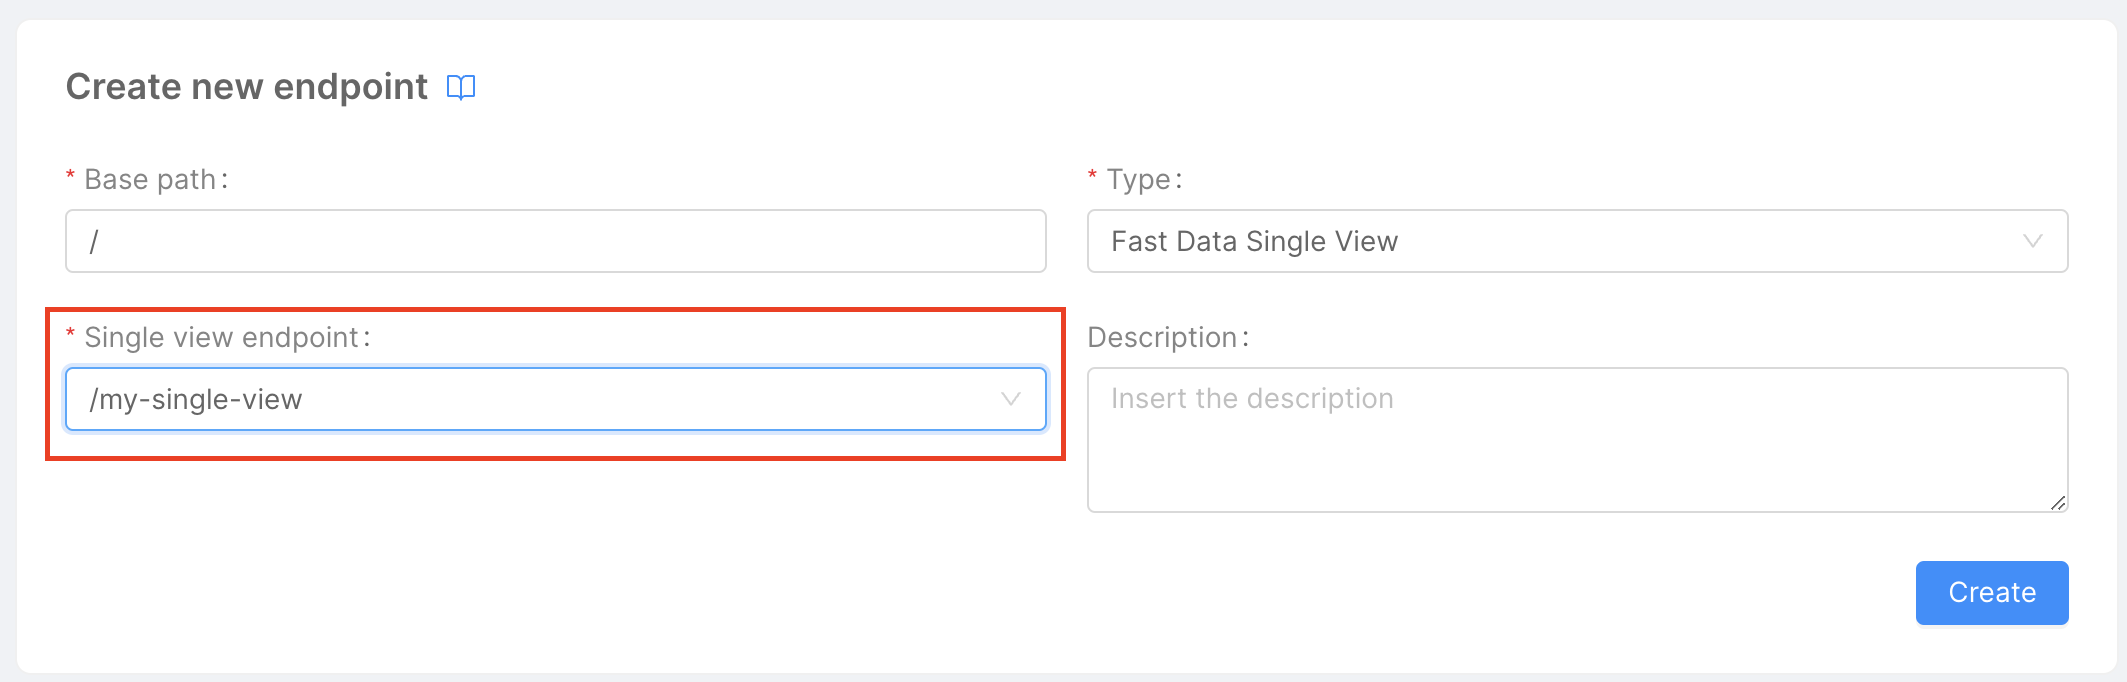 Create new endpoint
* Base path:
/
* Type:
Fast Data Single View
* Single view endpoint:
/my-single-view
Description:
Insert the description
Create